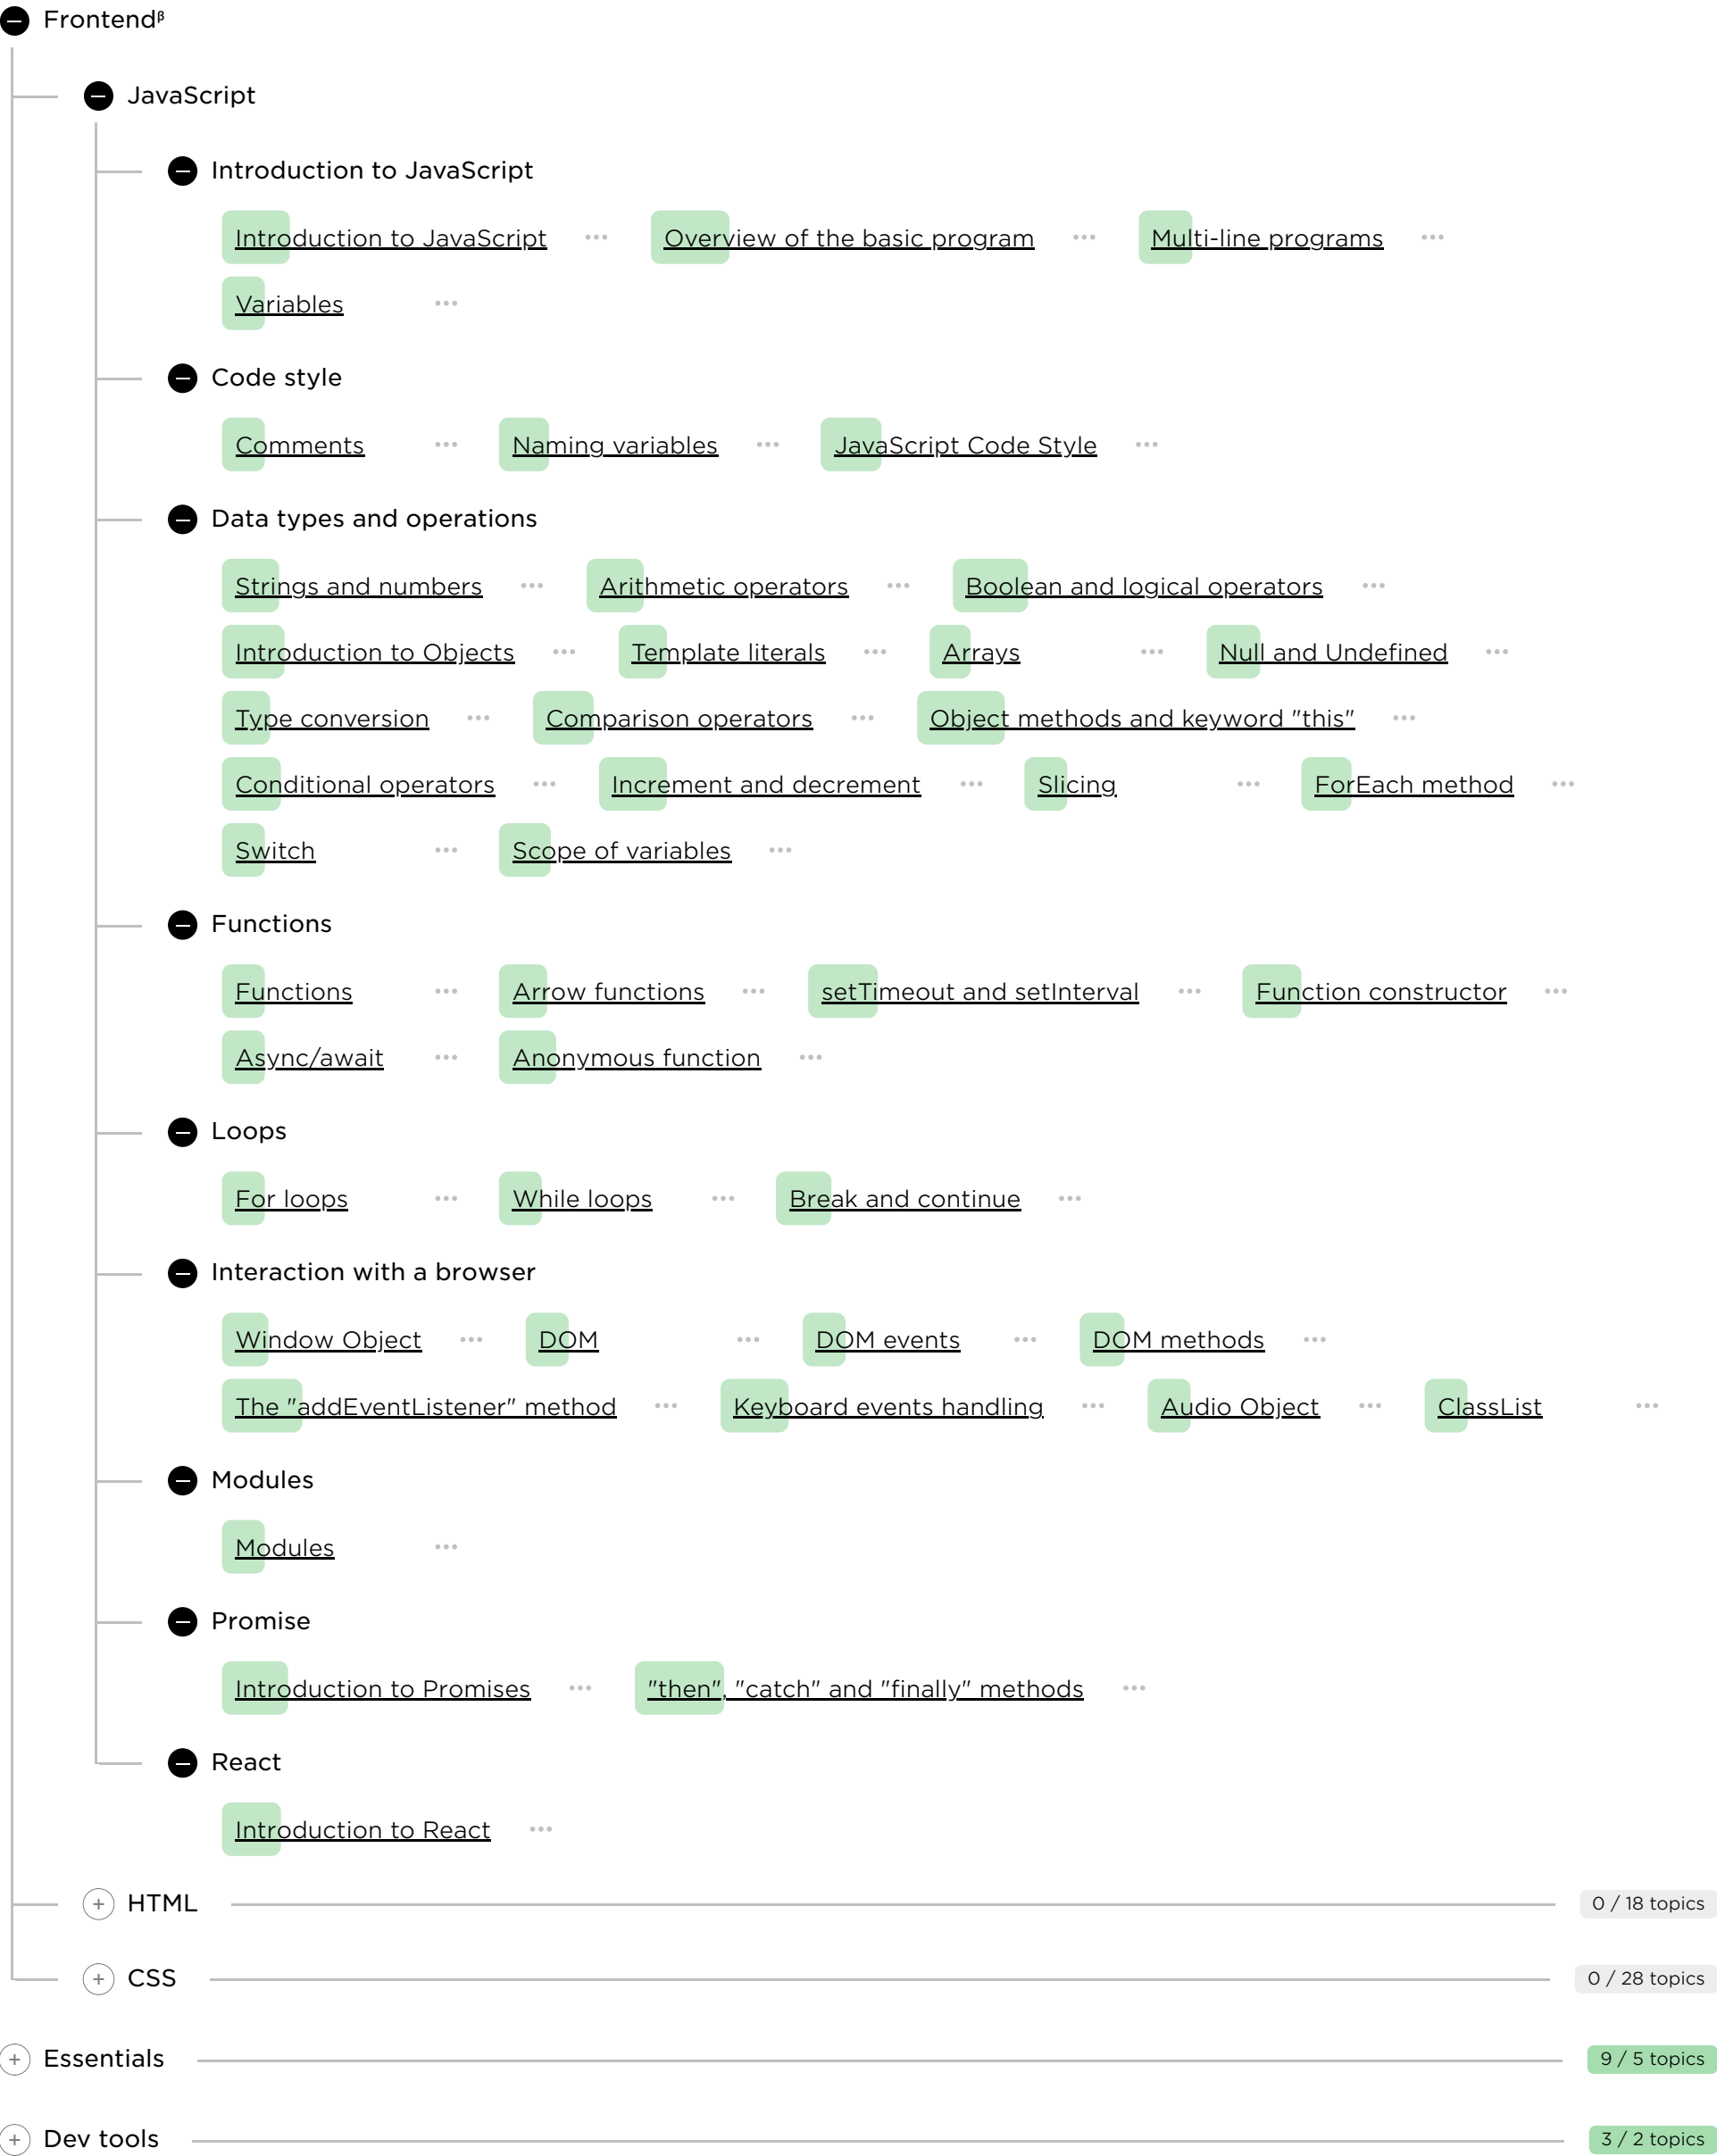 Frontendᵝ
JavaScript
Introduction to JavaScript
Introduction to JavaScript ··· Overview of the basic program ··· Multi-line programs ···
Variables ···
Code style
Comments ··· Naming variables ··· JavaScript Code Style ···
Data types and operations
Strings and numbers ··· Arithmetic operators ··· Boolean and logical operators ···
Introduction to Objects ··· Template literals ··· Arrays ··· Null and Undefined ···
Type conversion ··· Comparison operators ··· Object methods and keyword "this" ···
Conditional operators ··· Increment and decrement ··· Slicing ··· ForEach method ···
Switch ··· Scope of variables ···
Functions
Functions ··· Arrow functions ··· setTimeout and setInterval ··· Function constructor ···
Async/await ··· Anonymous function ···
Loops
For loops ··· While loops ··· Break and continue ···
Interaction with a browser
Window Object ··· DOM ··· DOM events ··· DOM methods ···
The "addEventListener" method ··· Keyboard events handling ··· Audio Object ··· ClassList ···
Modules
Modules ···
Promise
Introduction to Promises ··· "then", "catch" and "finally" methods ···
React
Introduction to React ···
HTML 0 / 18 topics
CSS 0 / 28 topics
Essentials 9 / 5 topics
Dev tools 3 / 2 topics